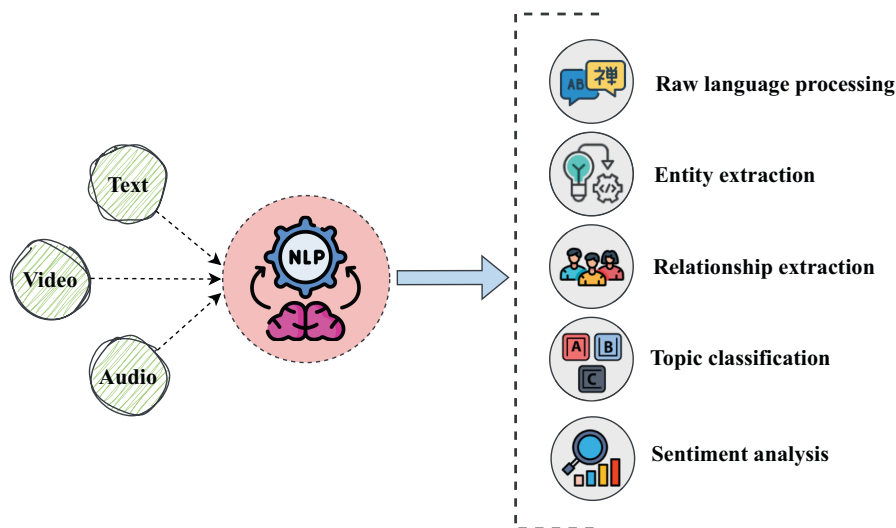 Text
Video
Audio
NLP
AB
禅
Raw language processing
</>
Entity extraction
Relationship extraction
A
B
C
Topic classification
Sentiment analysis